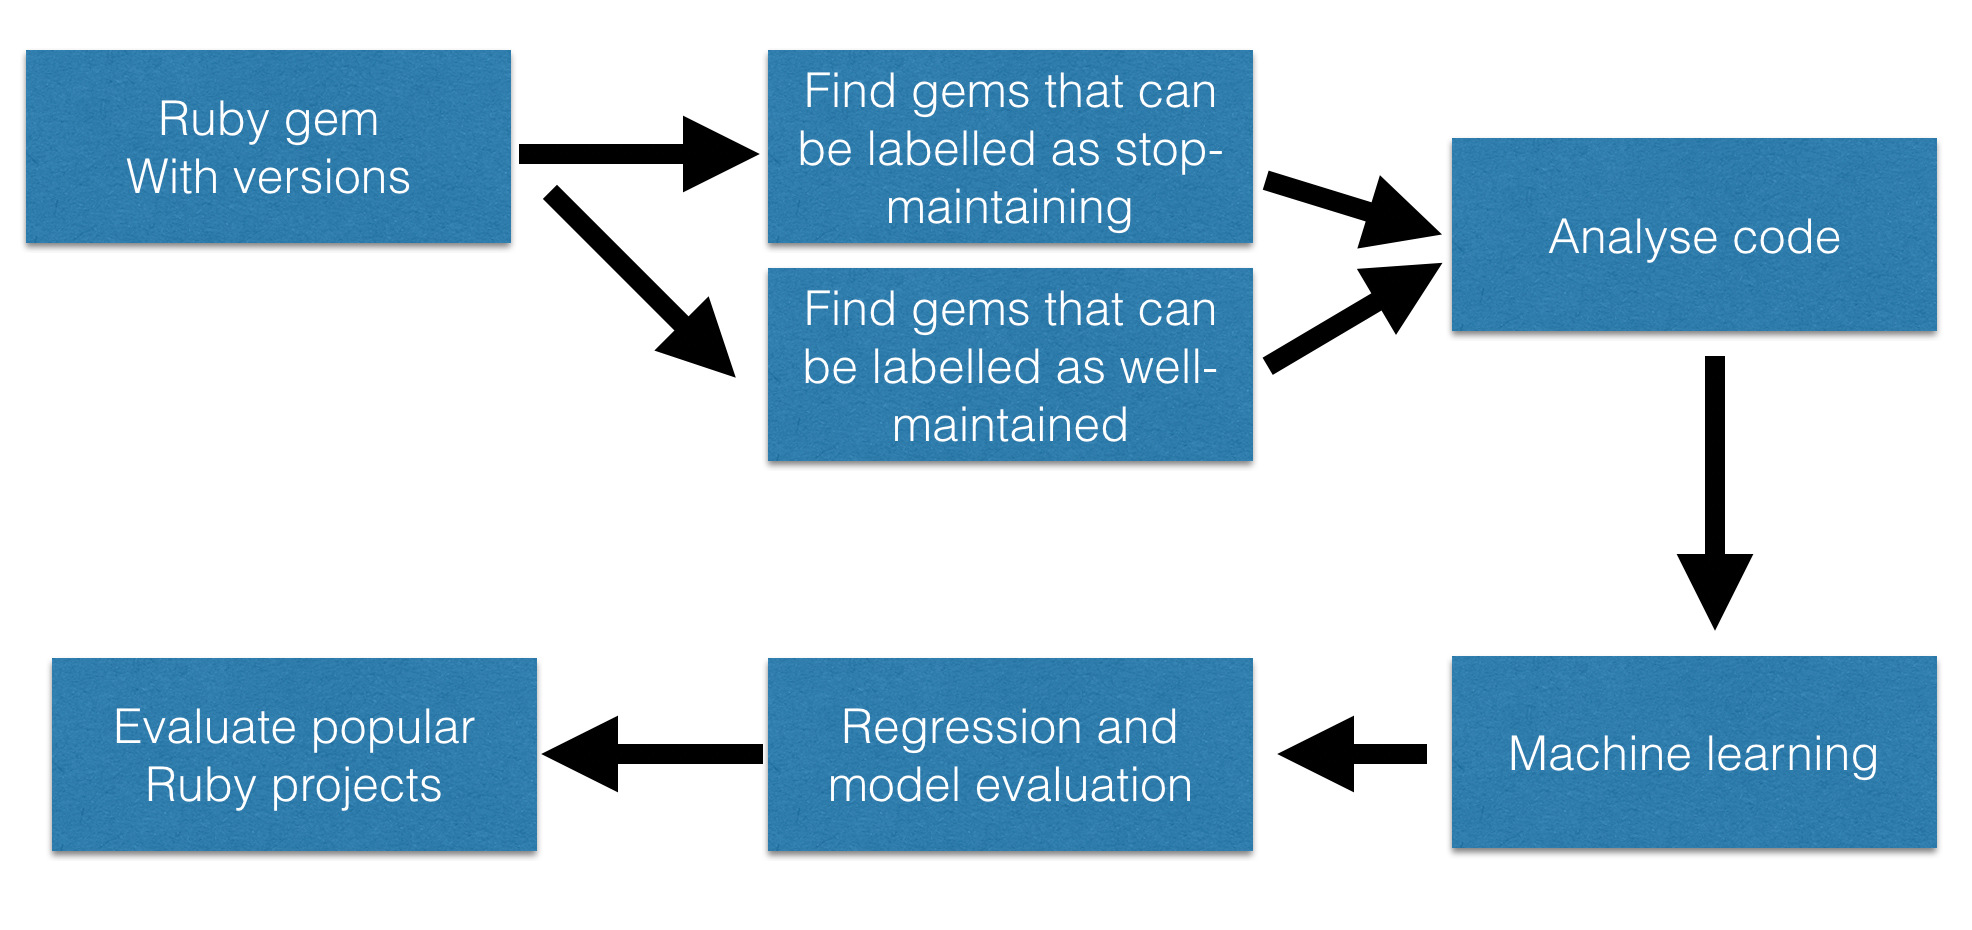 Ruby gem
With versions
Find gems that can
be labelled as stop-
maintaining
Find gems that can
be labelled as well-
maintained
Analyse code
Machine learning
Regression and
model evaluation
Evaluate popular
Ruby projects